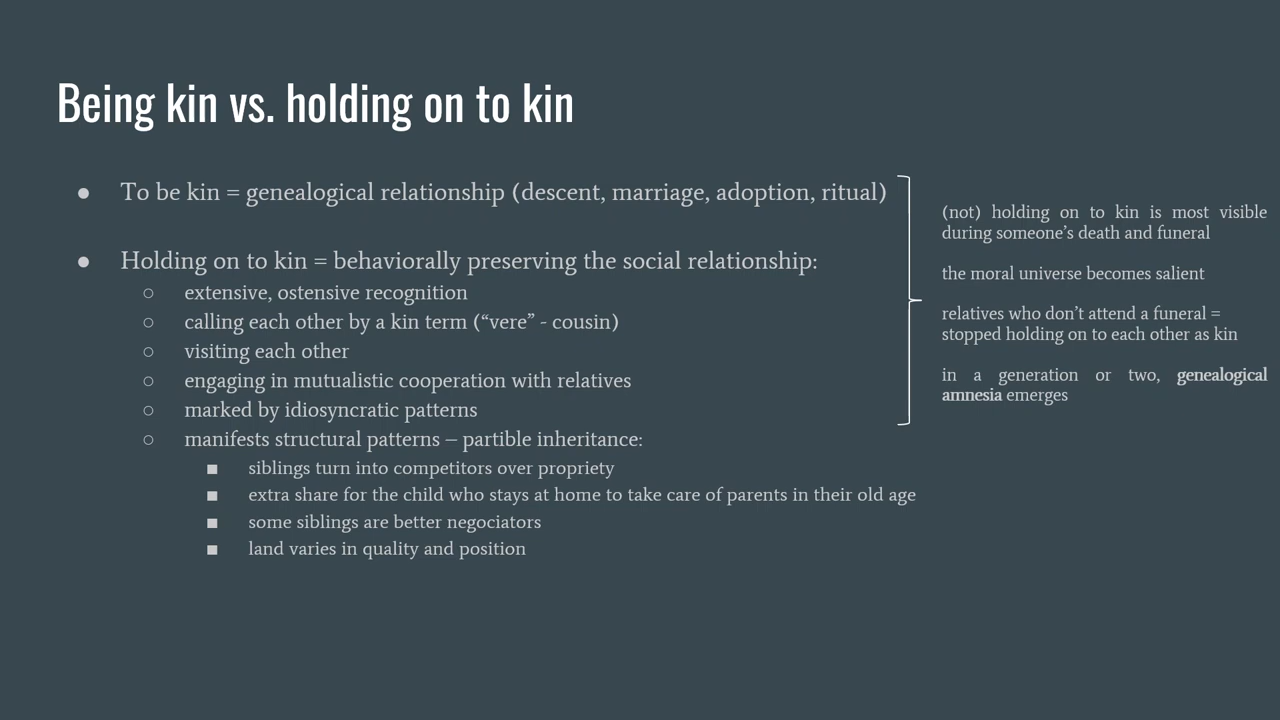 Being kin vs. holding on to kin
● To be kin = genealogical relationship (descent, marriage, adoption, ritual)
● Holding on to kin = behaviorally preserving the social relationship:
○ extensive, ostensive recognition
○ calling each other by a kin term (“vere” - cousin)
○ visiting each other
○ engaging in mutualistic cooperation with relatives
○ marked by idiosyncratic patterns
○ manifests structural patterns – partible inheritance:
■ siblings turn into competitors over propriety
■ extra share for the child who stays at home to take care of parents in their old age
■ some siblings are better negociators
■ land varies in quality and position
(not) holding on to kin is most visible
during someone’s death and funeral
the moral universe becomes salient
relatives who don’t attend a funeral =
stopped holding on to each other as kin
in a generation or two, genealogical
amnesia emerges